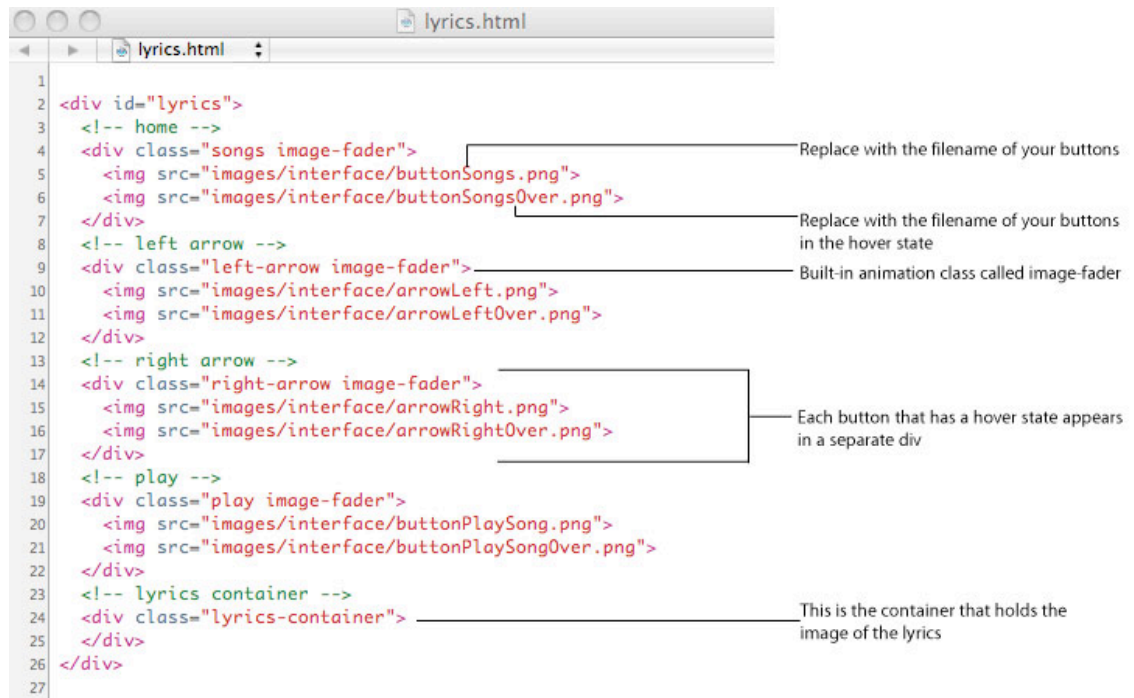 lyrics.html
lyrics.html
1
2 <div id="lyrics">
3 <!-- home -->
4 <div class="songs image-fader">
5 <img src="images/interface/buttonSongs.png">
6 <img src="images/interface/buttonSongsOver.png">
7 </div>
8 <!-- left arrow -->
9 <div class="left-arrow image-fader">
10 <img src="images/interface/arrowLeft.png">
11 <img src="images/interface/arrowLeftOver.png">
12 </div>
13 <!-- right arrow -->
14 <div class="right-arrow image-fader">
15 <img src="images/interface/arrowRight.png">
16 <img src="images/interface/arrowRightOver.png">
17 </div>
18 <!-- play -->
19 <div class="play image-fader">
20 <img src="images/interface/buttonPlaySong.png">
21 <img src="images/interface/buttonPlaySongOver.png">
22 </div>
23 <!-- lyrics container -->
24 <div class="lyrics-container">
25 </div>
26 </div>
27
Replace with the filename of your buttons
Replace with the filename of your buttons
in the hover state
Built-in animation class called image-fader
Each button that has a hover state appears
in a separate div
This is the container that holds the
image of the lyrics